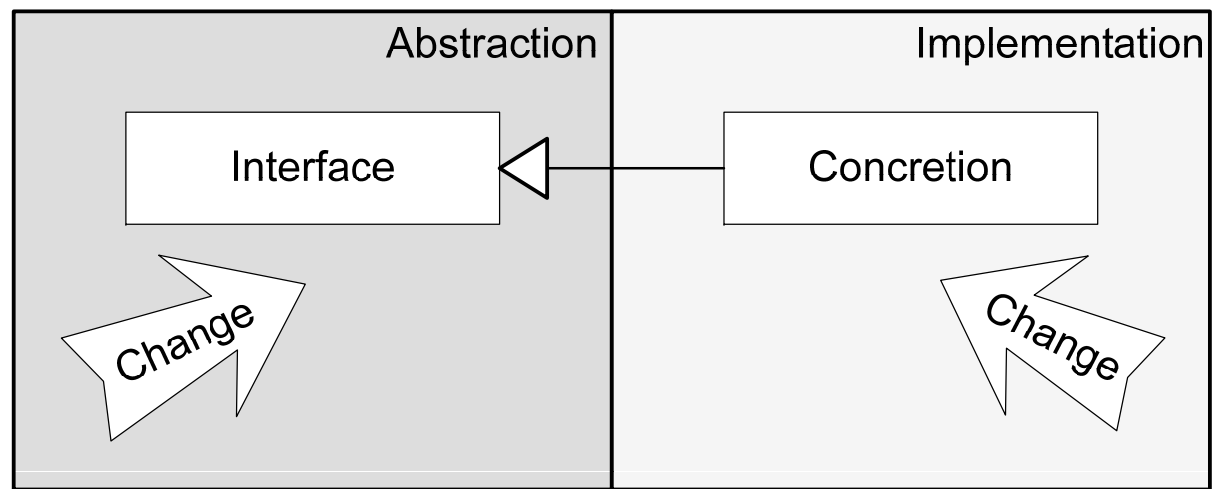 Abstraction
Implementation
Interface
Concretion
Change
Change